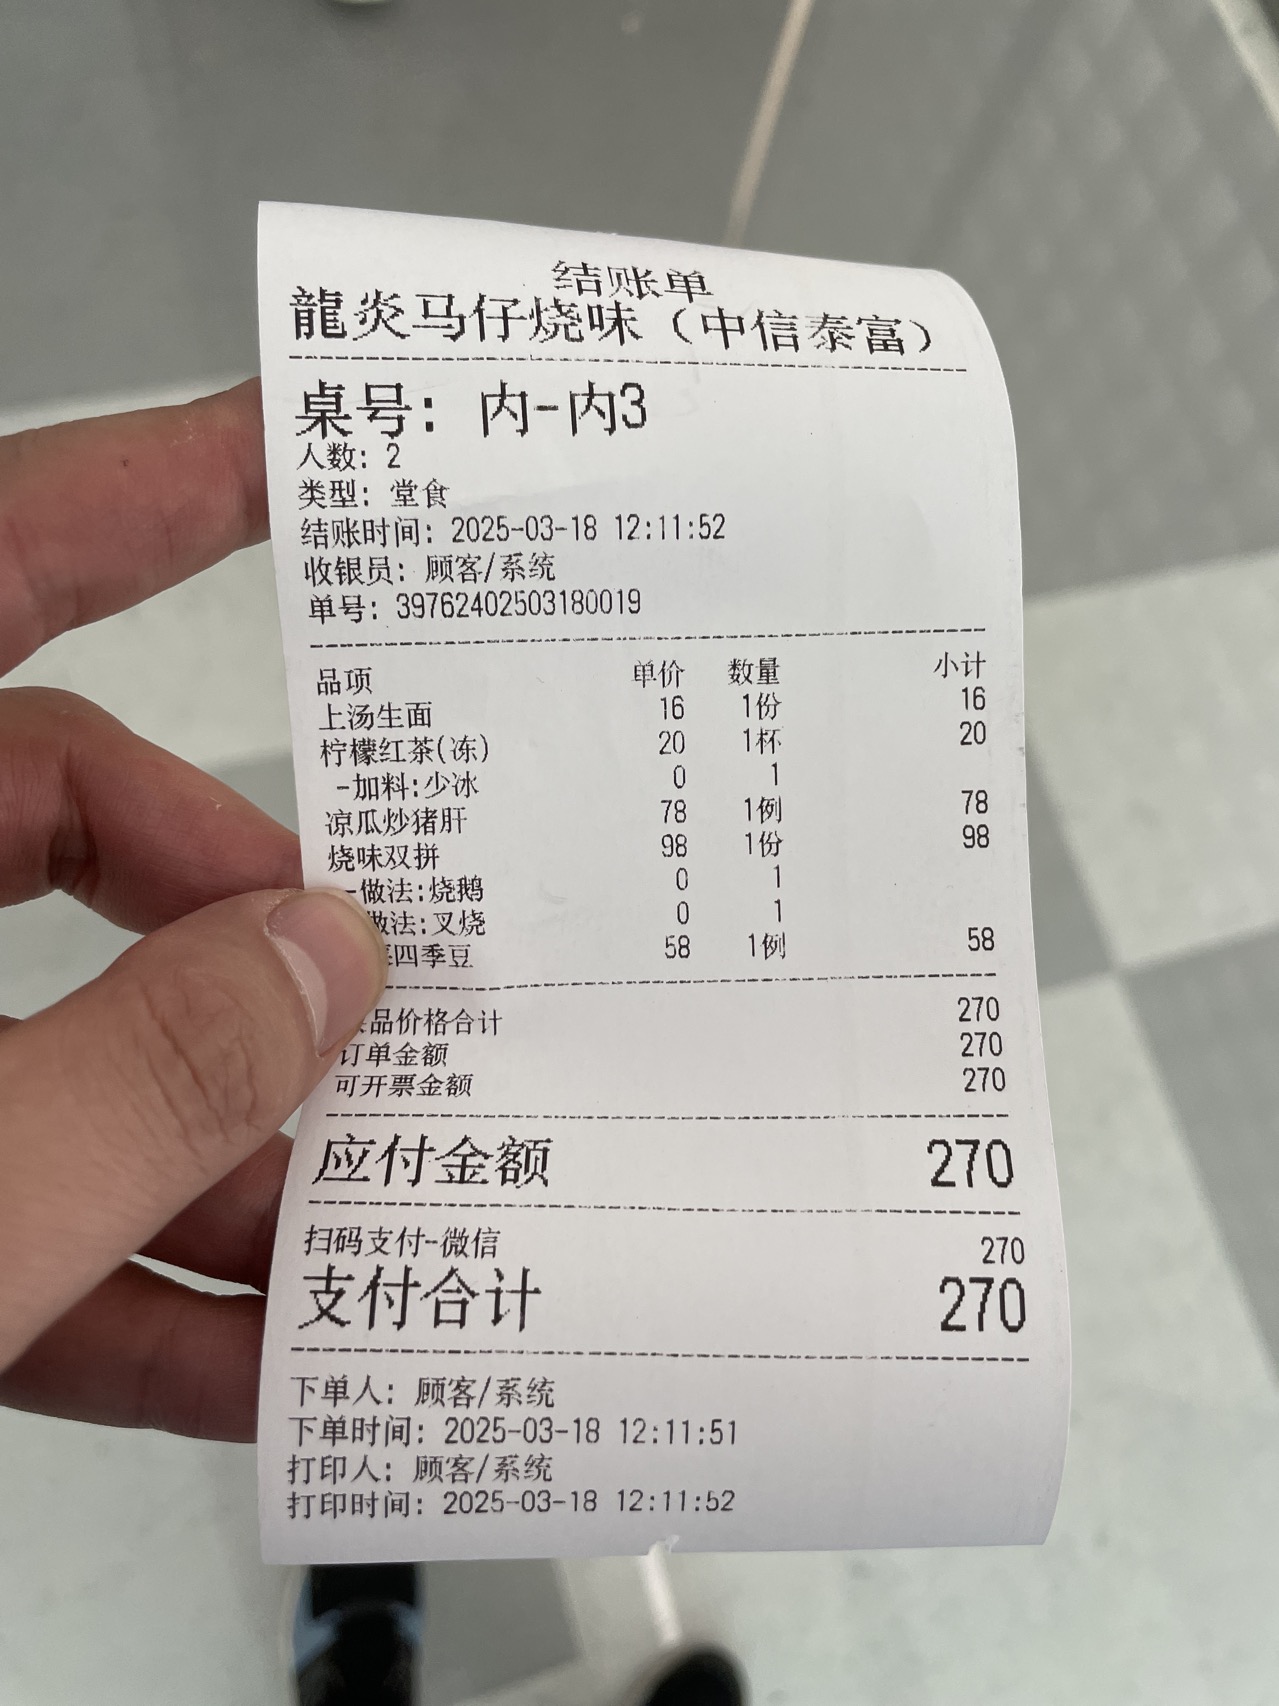 结账单
龍炎马仔烧味（中信泰富）
桌号： 内-内3
人数：2
类型：堂食
结账时间：2025-03-18 12:11:52
收银员：顾客/系统
单号：39762402503180019
品项 单价 数量 小计
上汤生面 16 1份 16
柠檬红茶(冻) 20 1杯 20
-加料:少冰 0 1
凉瓜炒猪肝 78 1例 78
烧味双拼 98 1份 98
-做法:烧鹅 0 1
做法:叉烧 0 1
四季豆 58 1例 58
品价格合计 270
订单金额 270
可开票金额 270
应付金额 270
扫码支付-微信 270
支付合计 270
下单人：顾客/系统
下单时间：2025-03-18 12:11:51
打印人：顾客/系统
打印时间：2025-03-18 12:11:52